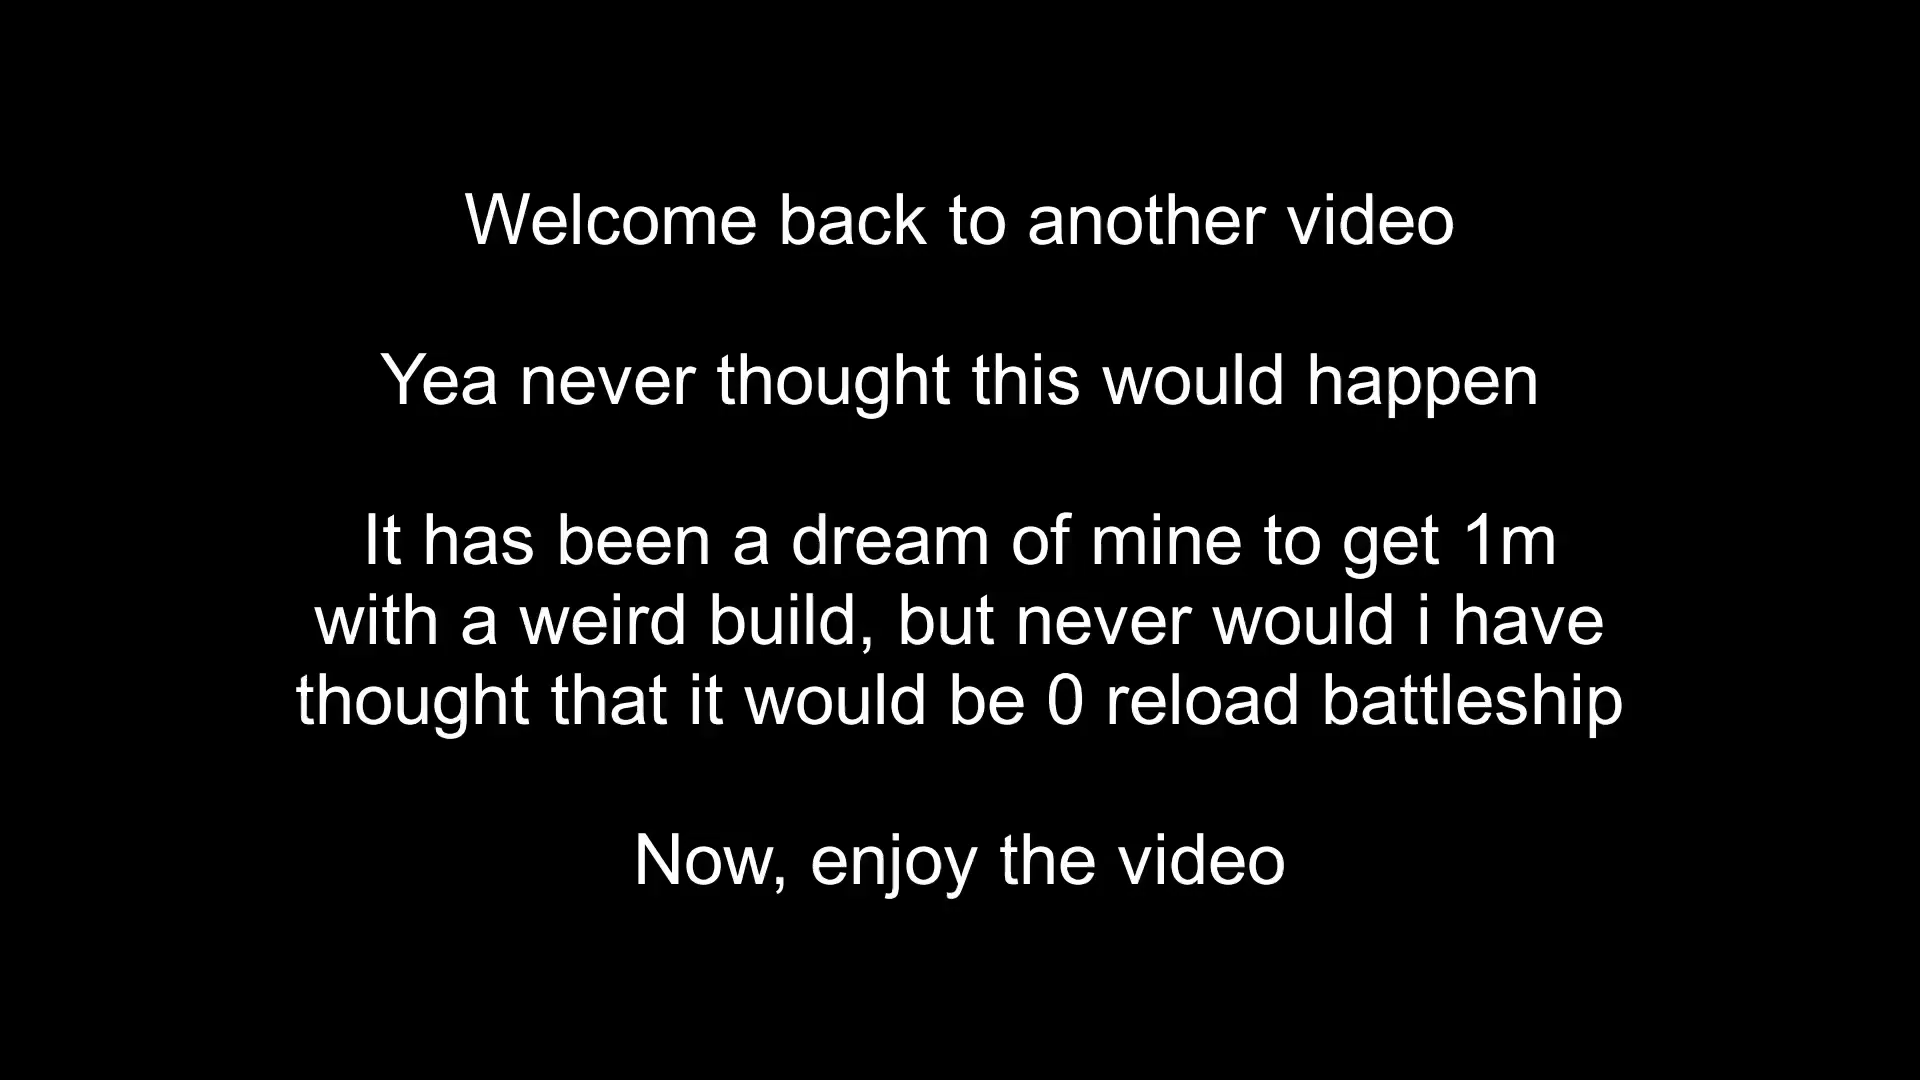 Welcome back to another video
Yea never thought this would happen
It has been a dream of mine to get 1m
with a weird build, but never would i have
thought that it would be 0 reload battleship
Now, enjoy the video